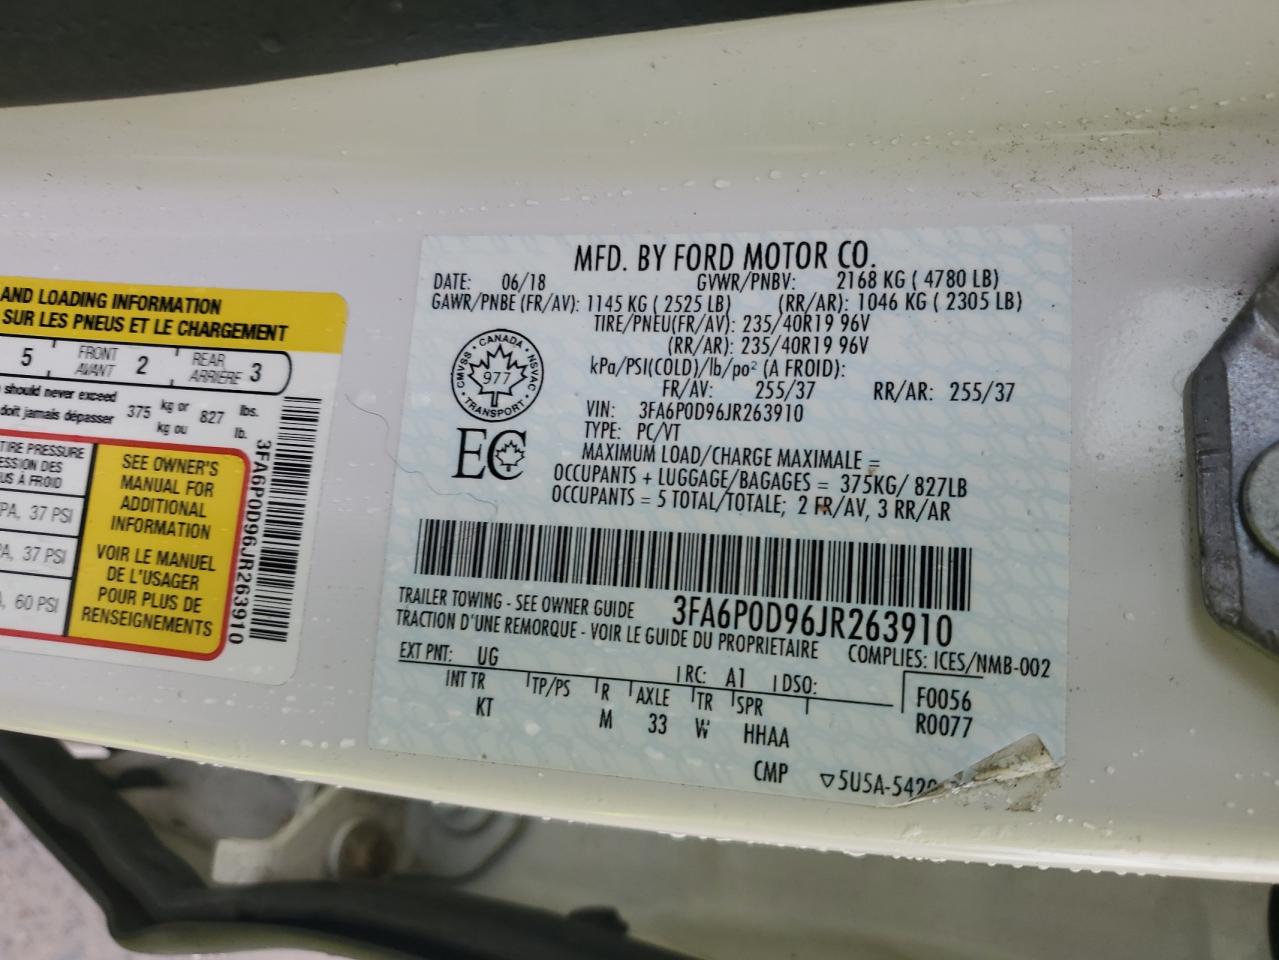 AND LOADING INFORMATION
SUR LES PNEUS ET LE CHARGEMENT
5 FRONT AVANT 2 REAR ARRIÈRE 3
should never exceed 375 kg or 827 lbs.
doit jamais dépasser kg ou lb.
TIRE PRESSURE
DES
À FROID
37 PSI
37 PSI
60 PSI
SEE OWNER'S
MANUAL FOR
ADDITIONAL
INFORMATION
VOIR LE MANUEL
DE L'USAGER
POUR PLUS DE
RENSEIGNEMENTS
3FA6P0D96JR263910
MFD. BY FORD MOTOR CO.
DATE: 06/18 GVWR/PNBV: 2168 KG ( 4780 LB)
GAWR/PNBE (FR/AV): 1145 KG ( 2525 LB) (RR/AR): 1046 KG ( 2305 LB)
TIRE/PNEU(FR/AV): 235/40R19 96V
(RR/AR): 235/40R19 96V
kPa/PSI(COLD)/lb/po² (A FROID):
FR/AV: 255/37 RR/AR: 255/37
VIN: 3FA6P0D96JR263910
TYPE: PC/VT
MAXIMUM LOAD/CHARGE MAXIMALE =
OCCUPANTS + LUGGAGE/BAGAGES = 375KG/ 827LB
OCCUPANTS = 5 TOTAL/TOTALE; 2 FR/AV, 3 RR/AR
CANADA • NSVAC • TRANSPORT • CMVSS •
977
EC
3FA6P0D96JR263910
TRAILER TOWING - SEE OWNER GUIDE
TRACTION D'UNE REMORQUE - VOIR LE GUIDE DU PROPRIETAIRE
COMPLIES: ICES/NMB-002
EXT PNT: UG RC: A1 DSO:
F0056
R0077
INT TR TP/PS R AXLE TR SPR
KT M 33 W HHAA
CMP ▽5U5A-5420